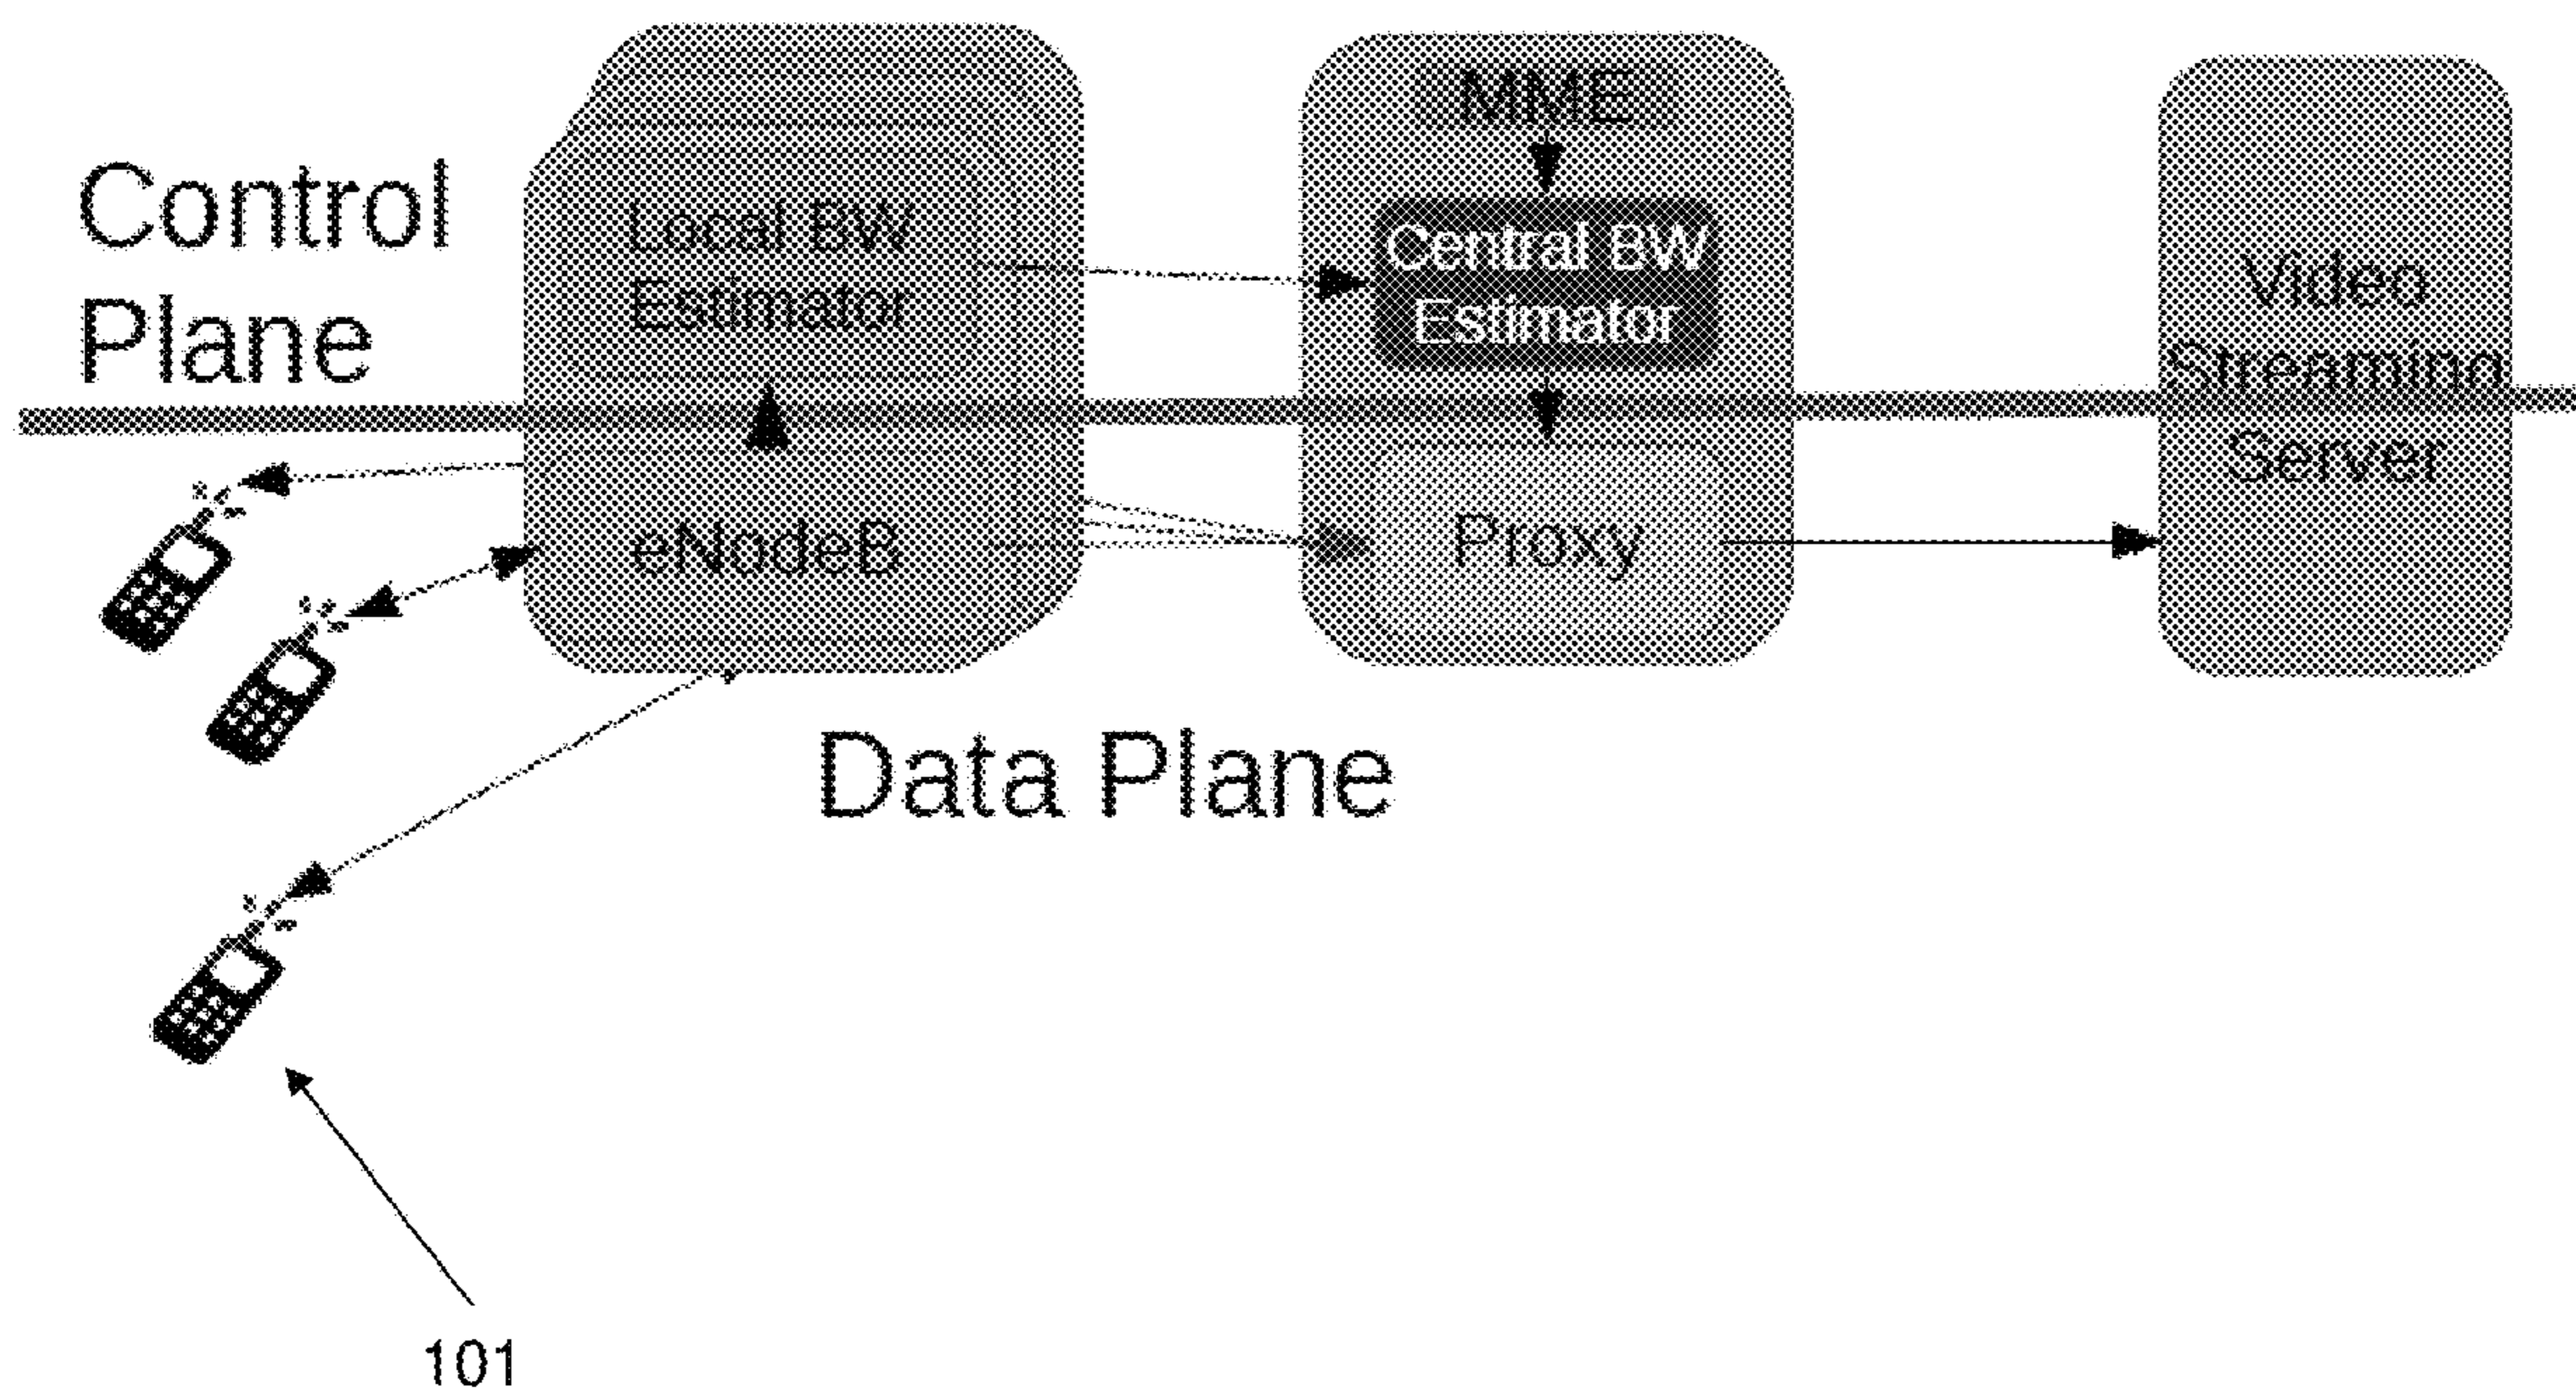 Control
Plane
Local BW
Estimator
eNodeB
MME
Central BW
Estimator
Proxy
Video
Streaming
Server
Data Plane
101